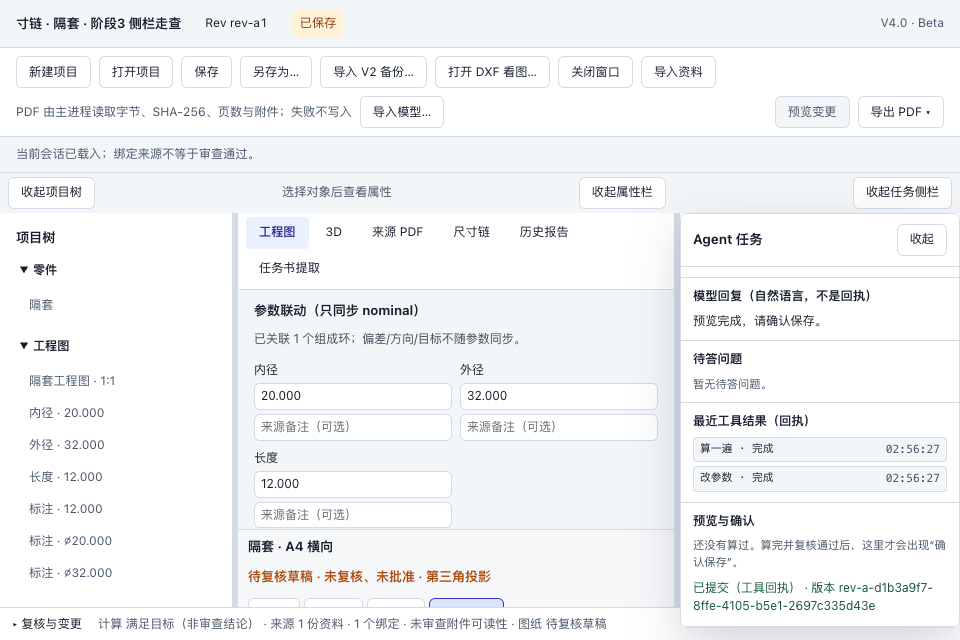 寸链 · 隔套 · 阶段3 侧栏走查 Rev rev-a1 已保存 V4.0 · Beta
新建项目 打开项目 保存 另存为... 导入 V2 备份... 打开 DXF 看图... 关闭窗口 导入资料
PDF 由主进程读取字节、SHA-256、页数与附件；失败不写入 导入模型... 预览变更 导出 PDF ▾
当前会话已载入；绑定来源不等于审查通过。
收起项目树 选择对象后查看属性 收起属性栏 收起任务侧栏
项目树
▼ 零件
隔套
▼ 工程图
隔套工程图 · 1:1
内径 · 20.000
外径 · 32.000
长度 · 12.000
标注 · 12.000
标注 · ⌀20.000
标注 · ⌀32.000
工程图 3D 来源 PDF 尺寸链 历史报告
任务书提取
参数联动（只同步 nominal）
已关联 1 个组成环；偏差/方向/目标不随参数同步。
内径 外径
20.000 32.000
来源备注（可选） 来源备注（可选）
长度
12.000
来源备注（可选）
隔套 · A4 横向
待复核草稿 · 未复核、未批准 · 第三角投影
Agent 任务 收起
模型回复（自然语言，不是回执）
预览完成，请确认保存。
待答问题
暂无待答问题。
最近工具结果（回执）
算一遍 · 完成 02:56:27
改参数 · 完成 02:56:27
预览与确认
还没有算过。算完并复核通过后，这里才会出现“确
认保存”。
已提交（工具回执） · 版本 rev-a-d1b3a9f7-
8ffe-4105-b5e1-2697c335d43e
▸ 复核与变更 计算 满足目标（非审查结论） · 来源 1 份资料 · 1 个绑定 · 未审查附件可读性 · 图纸 待复核草稿